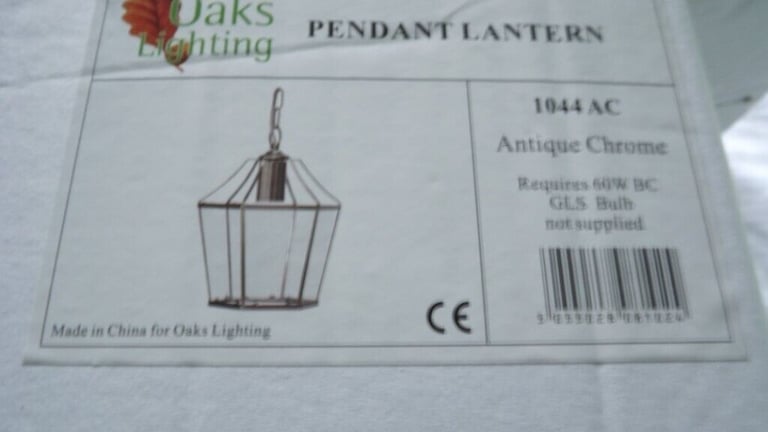 Oaks
Lighting
PENDANT LANTERN
1044 AC
Antique Chrome
Requires 60W BC
GLS Bulb
not supplied
CE
Made in China for Oaks Lighting